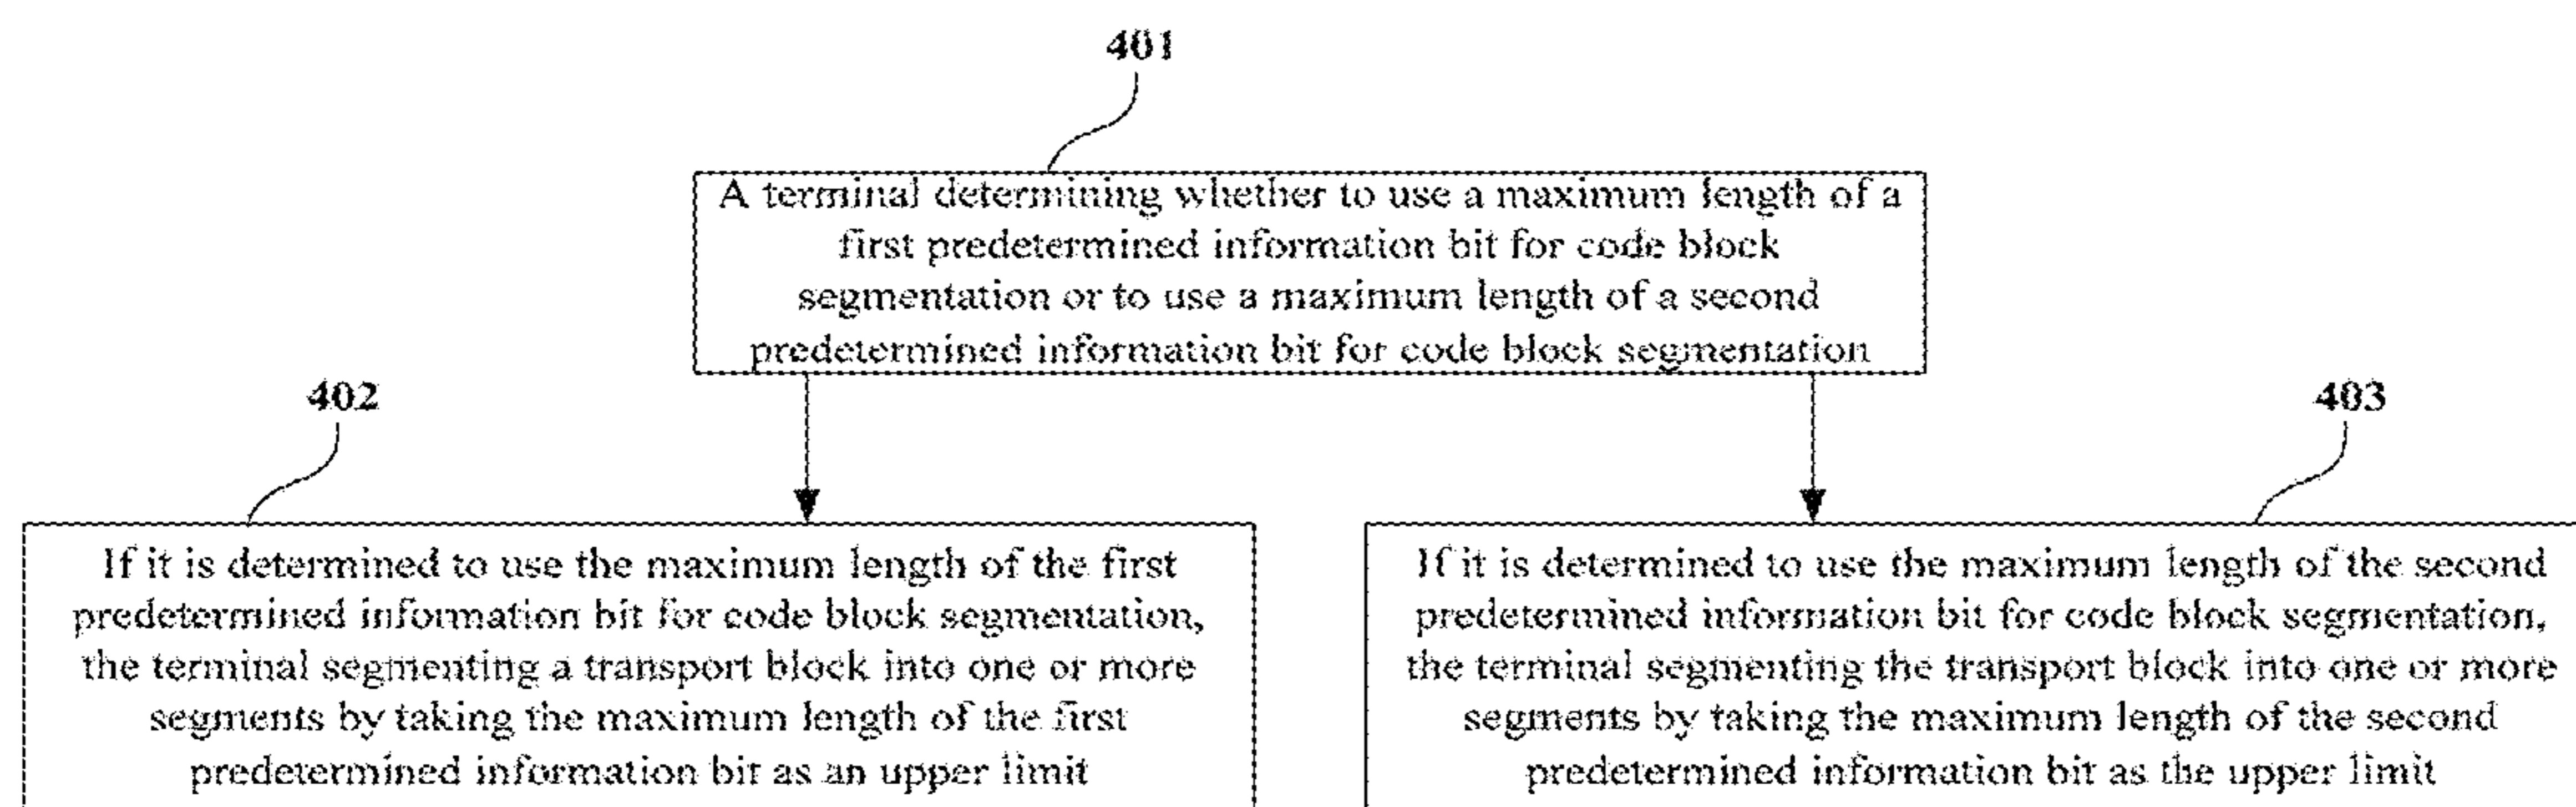 401
A terminal determining whether to use a maximum length of a
first predetermined information bit for code block
segmentation or to use a maximum length of a second
predetermined information bit for code block segmentation
402
403
If it is determined to use the maximum length of the first
predetermined information bit for code block segmentation,
the terminal segmenting a transport block into one or more
segments by taking the maximum length of the first
predetermined information bit as an upper limit
If it is determined to use the maximum length of the second
predetermined information bit for code block segmentation,
the terminal segmenting the transport block into one or more
segments by taking the maximum length of the second
predetermined information bit as the upper limit